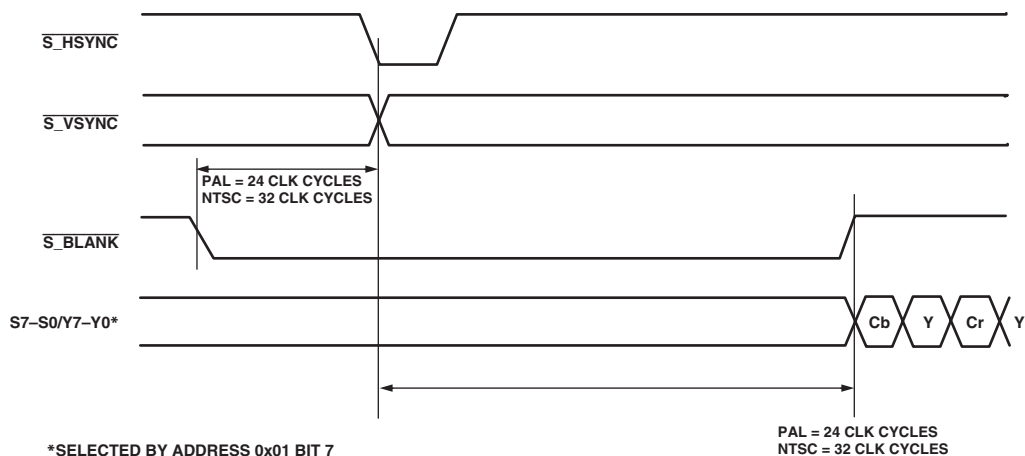 S_HSYNC
S_VSYNC
PAL = 24 CLK CYCLES
NTSC = 32 CLK CYCLES
S_BLANK
S7–S0/Y7–Y0*
Cb
Y
Cr
Y
PAL = 24 CLK CYCLES
NTSC = 32 CLK CYCLES
*SELECTED BY ADDRESS 0x01 BIT 7